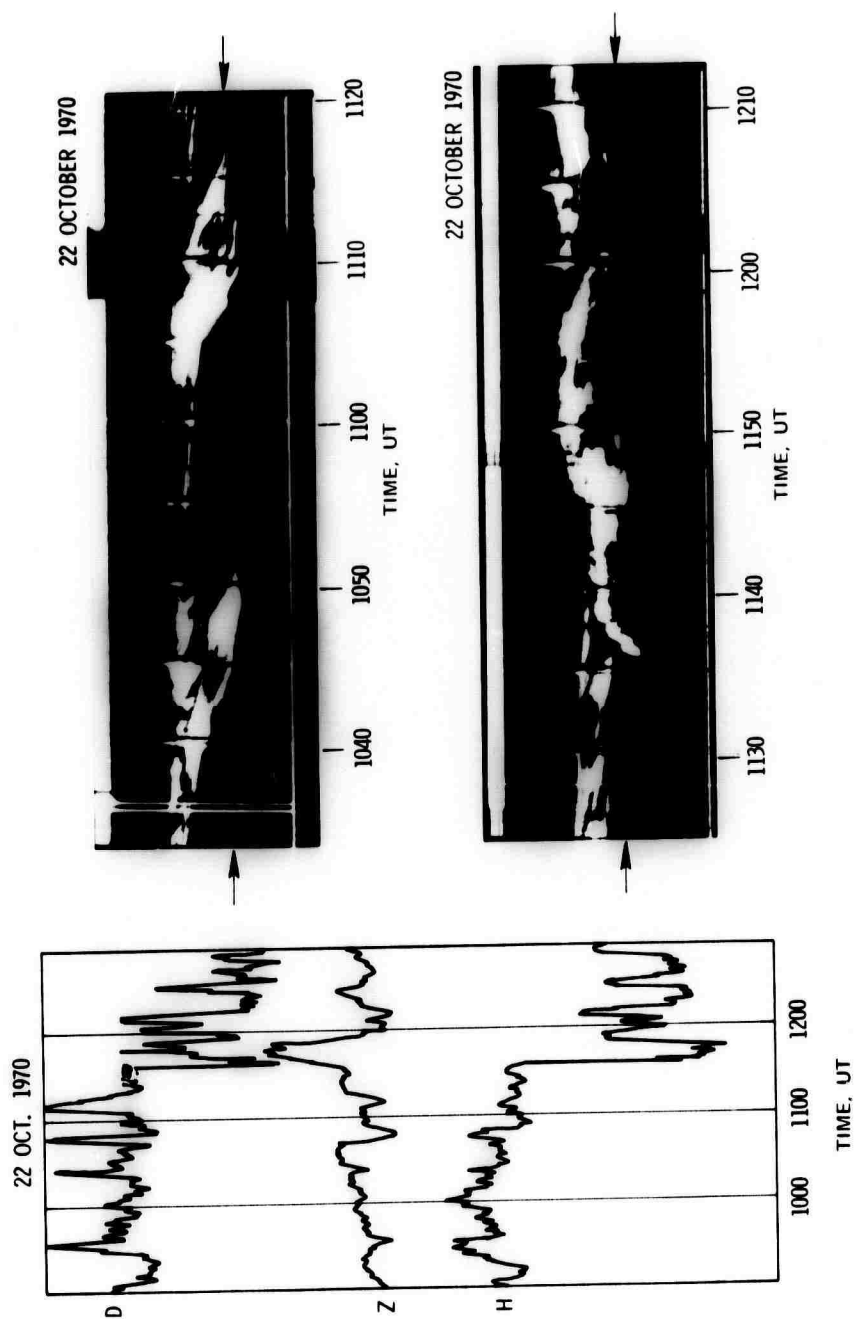 22 OCTOBER 1970
1040 1050 1100 1110 1120
TIME, UT
22 OCTOBER 1970
1130 1140 1150 1200 1210
TIME, UT
22 OCT. 1970
D
Z
H
1000 1100 1200
TIME, UT